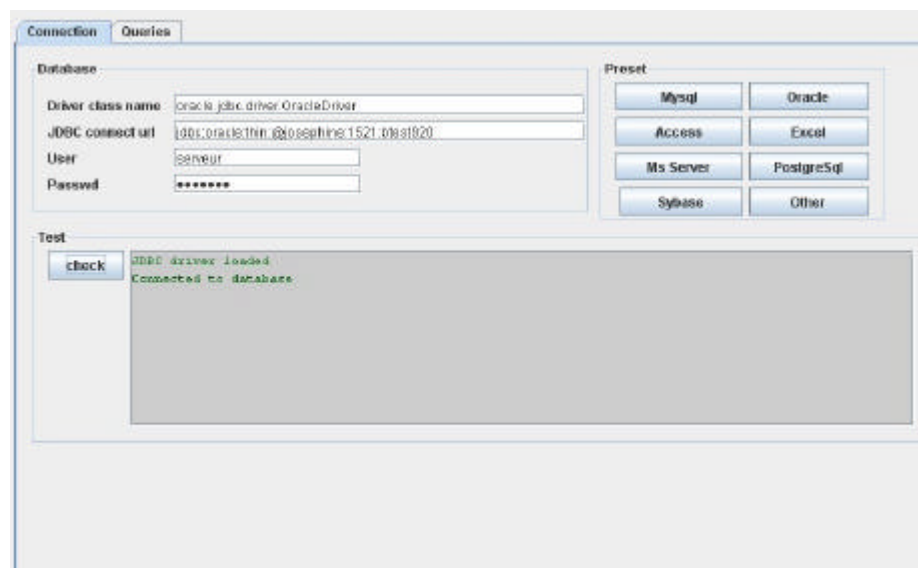 Connection Queries
Database
Driver class name oracle.jdbc.driver.OracleDriver
JDBC connect url jdbc:oracle:thin:@josephine:1521:
User serveur
Passwd •••••••
Preset
Mysql Oracle
Access Excel
Ms Server PostgreSql
Sybase Other
Test
check
JDBC driver loaded
Connected to database